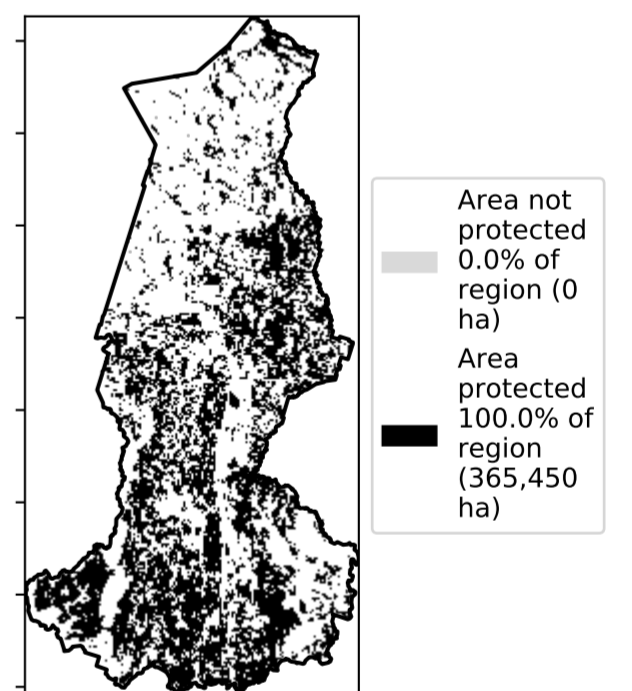 Area not
protected
0.0% of
region (0
ha)
Area
protected
100.0% of
region
(365,450
ha)